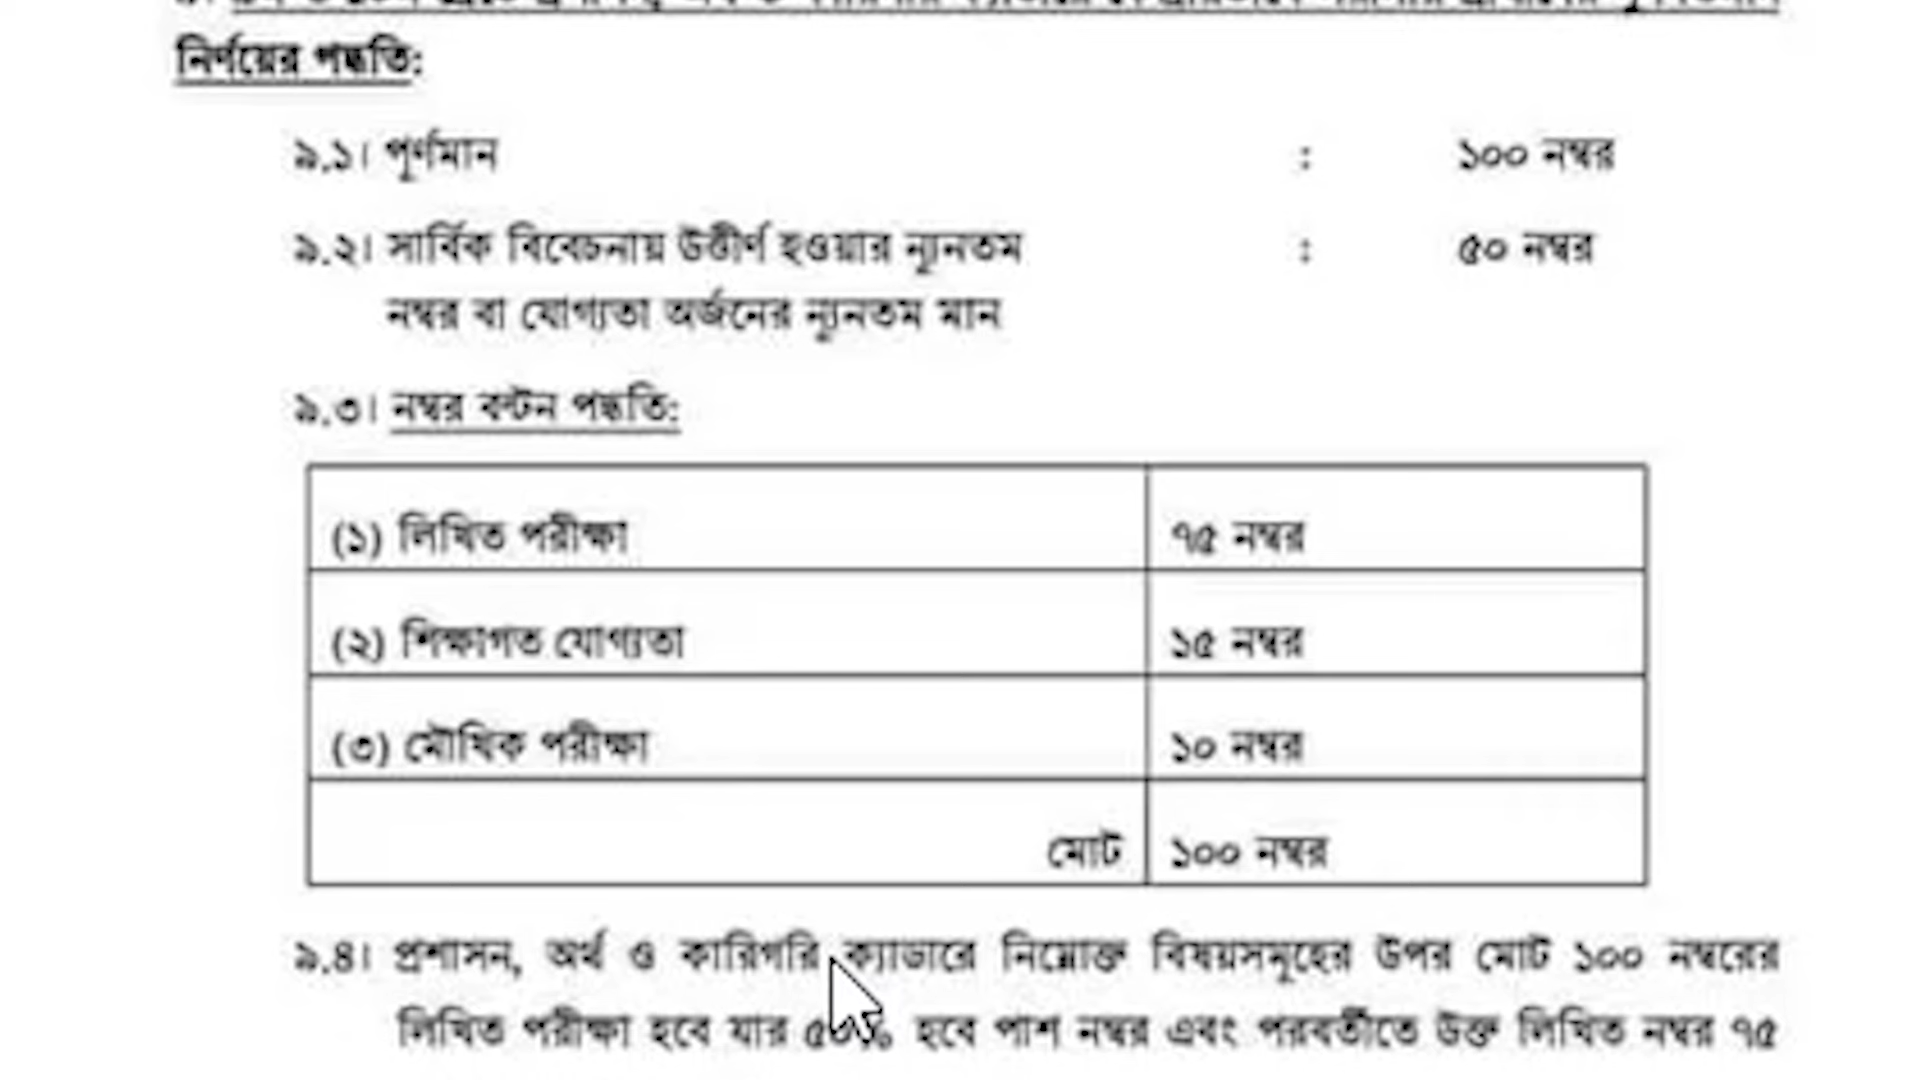 নির্ণয়ের পদ্ধতি:
৯.১। পূর্ণমান : ১০০ নম্বর
৯.২। সার্বিক বিবেচনায় উত্তীর্ণ হওয়ার ন্যূনতম : ৫০ নম্বর
নম্বর বা যোগ্যতা অর্জনের ন্যূনতম মান
৯.৩। নম্বর বন্টন পদ্ধতি:
(১) লিখিত পরীক্ষা ৭৫ নম্বর
(২) শিক্ষাগত যোগ্যতা ১৫ নম্বর
(৩) মৌখিক পরীক্ষা ১০ নম্বর
মোট ১০০ নম্বর
৯.৪। প্রশাসন, অর্থ ও কারিগরি ক্যাডারে নিম্নোক্ত বিষয়সমূহের উপর মোট ১০০ নম্বরের
লিখিত পরীক্ষা হবে যার হবে পাশ নম্বর এবং পরবর্তীতে উক্ত লিখিত নম্বর ৭৫